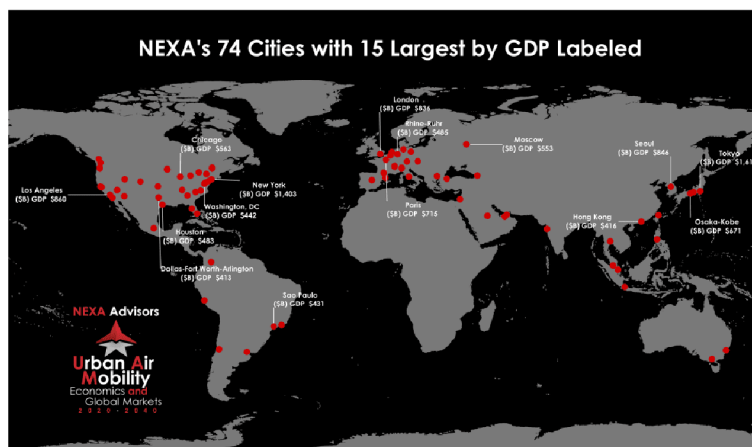 NEXA's 74 Cities with 15 Largest by GDP Labeled
London
($B) GDP $836
Rhine-Ruhr
($B) GDP $485
Chicago
($B) GDP $563
Moscow
($B) GDP $553
Seoul
($B) GDP $846
Tokyo
($B) GDP $1,61
Los Angeles
($B) GDP $860
New York
($B) GDP $1,403
Washington, DC
($B) GDP $442
Paris
($B) GDP $715
Hong Kong
($B) GDP $416
Osaka-Kobe
($B) GDP $671
Houston
($B) GDP $483
Dallas-Fort Worth-Arlington
($B) GDP $413
Sao Paulo
($B) GDP $431
NEXA Advisors
Urban Air
Mobility
Economics and
Global Markets
2020-2040